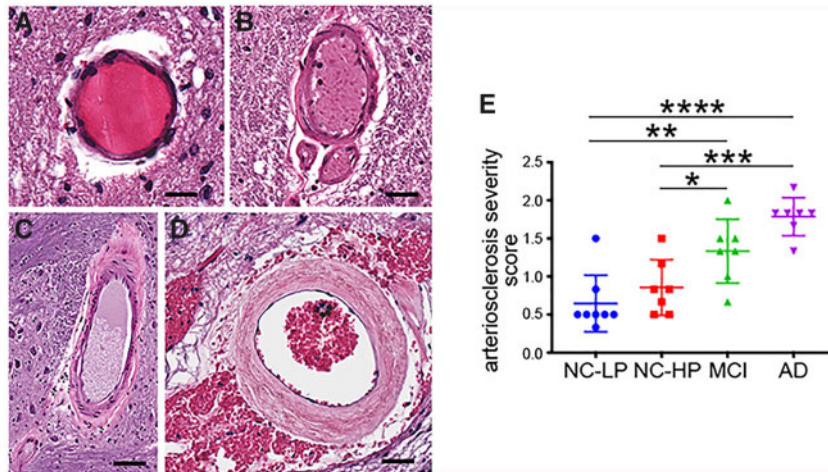 A
B
C
D
E
****
**
***
*
arteriosclerosis severity
score
2.5
2.0
1.5
1.0
0.5
0.0
NC-LP NC-HP MCI AD